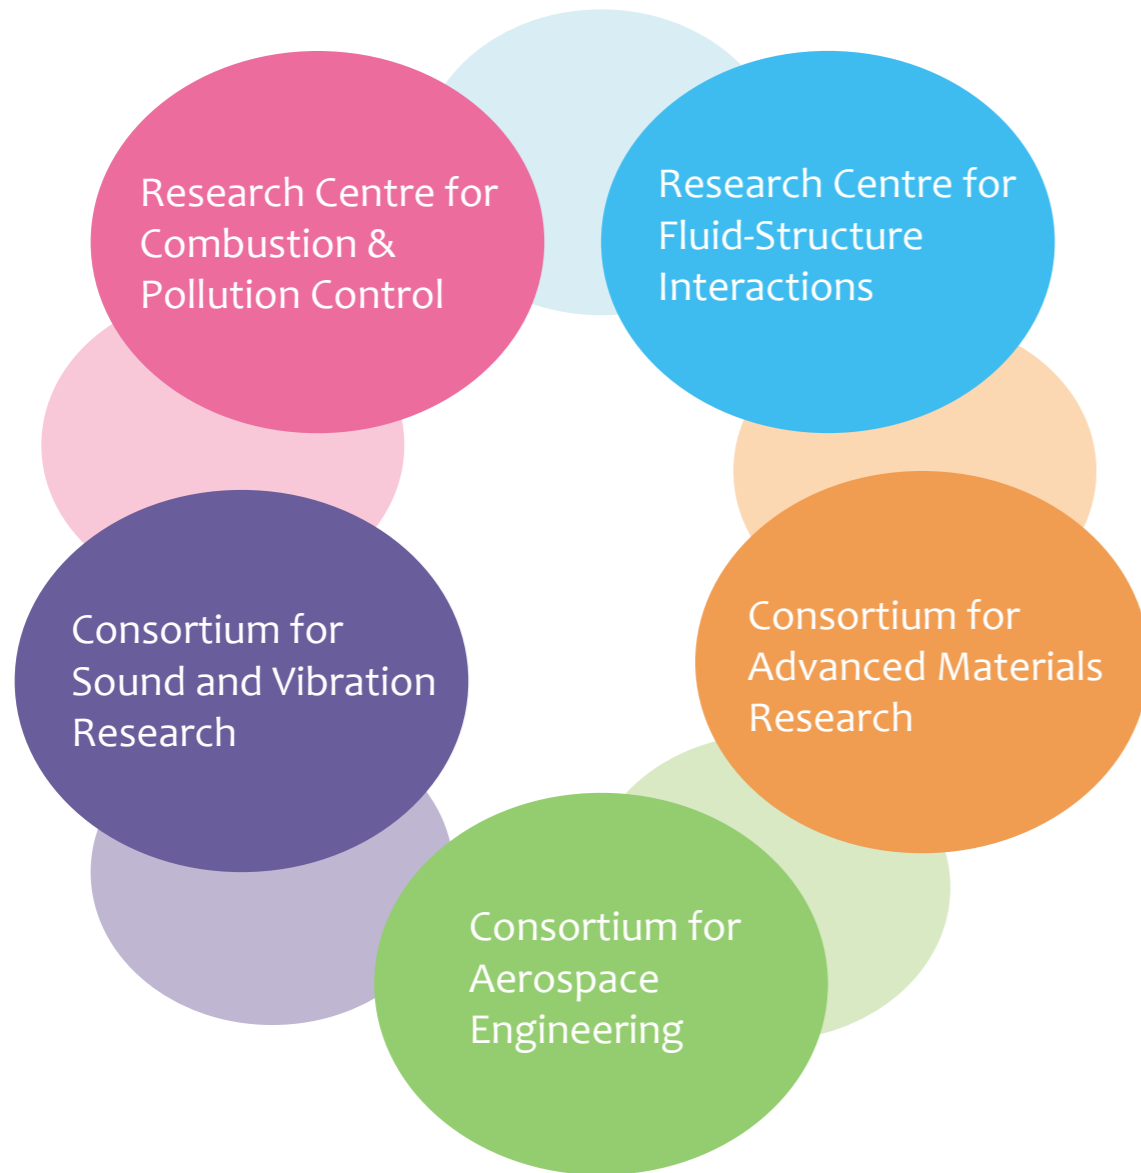 Research Centre for
Combustion &
Pollution Control
Research Centre for
Fluid-Structure
Interactions
Consortium for
Sound and Vibration
Research
Consortium for
Advanced Materials
Research
Consortium for
Aerospace
Engineering